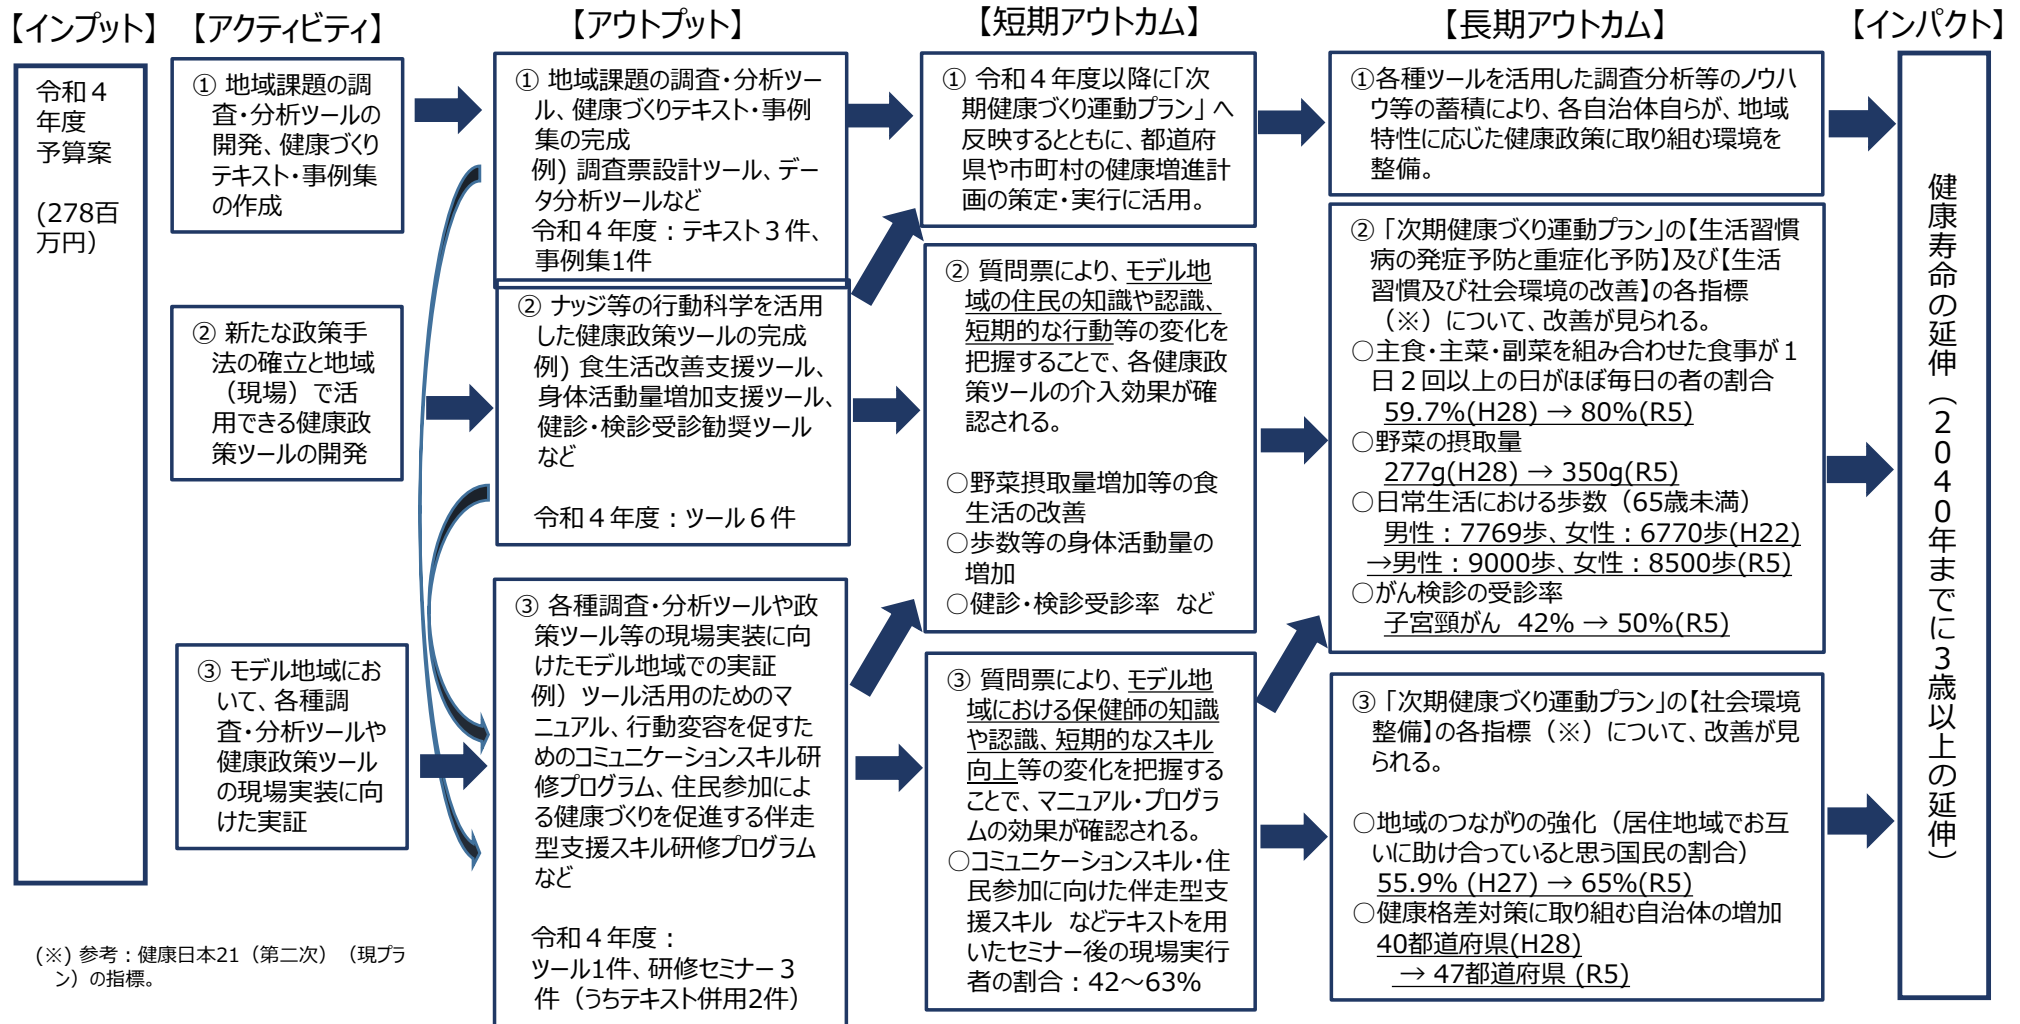 【インプット】
【アクティビティ】
【アウトプット】
【短期アウトカム】
【長期アウトカム】
【インパクト】
令和４
年度
予算案
(278百
万円)
① 地域課題の調
査・分析ツールの
開発、健康づくり
テキスト・事例集
の作成
② 新たな政策手
法の確立と地域
（現場）で活
用できる健康政
策ツールの開発
③ モデル地域にお
いて、各種調
査・分析ツールや
健康政策ツール
の現場実装に向
けた実証
① 地域課題の調査・分析ツー
ル、健康づくりテキスト・事例
集の完成
例) 調査票設計ツール、デー
タ分析ツールなど
令和４年度：テキスト３件、
事例集1件
② ナッジ等の行動科学を活用
した健康政策ツールの完成
例) 食生活改善支援ツール、
身体活動量増加支援ツール、
健診・検診受診勧奨ツール
など
令和４年度：ツール６件
③ 各種調査・分析ツールや政
策ツール等の現場実装に向
けたモデル地域での実証
例）ツール活用のためのマ
ニュアル、行動変容を促すた
めのコミュニケーションスキル研
修プログラム、住民参加によ
る健康づくりを促進する伴走
型支援スキル研修プログラム
など
令和４年度：
ツール1件、研修セミナー３
件（うちテキスト併用2件）
① 令和４年度以降に「次
期健康づくり運動プラン」 へ
反映するとともに、都道府
県や市町村の健康増進計
画の策定・実行に活用。
② 質問票により、モデル地
域の住民の知識や認識、
短期的な行動等の変化を
把握することで、各健康政
策ツールの介入効果が確
認される。
○野菜摂取量増加等の食
生活の改善
○歩数等の身体活動量の
増加
○健診・検診受診率 など
③ 質問票により、モデル地
域における保健師の知識
や認識、短期的なスキル
向上等の変化を把握する
ことで、マニュアル・プログラ
ムの効果が確認される。
○コミュニケーションスキル・住
民参加に向けた伴走型支
援スキル などテキストを用
いたセミナー後の現場実行
者の割合：42～63%
①各種ツールを活用した調査分析等のノウハ
ウ等の蓄積により、各自治体自らが、地域
特性に応じた健康政策に取り組む環境を
整備。
②「次期健康づくり運動プラン」の【生活習慣
病の発症予防と重症化予防】及び【生活
習慣及び社会環境の改善】の各指標
（※）について、改善が見られる。
○主食・主菜・副菜を組み合わせた食事が１
日２回以上の日がほぼ毎日の者の割合
59.7%(H28) → 80%(R5)
○野菜の摂取量
277g(H28) → 350g(R5)
○日常生活における歩数（65歳未満）
男性：7769歩、女性：6770歩(H22)
→男性：9000歩、女性：8500歩(R5)
○がん検診の受診率
子宮頸がん 42% → 50%(R5)
③「次期健康づくり運動プラン」の【社会環境
整備】の各指標（※）について、改善が見
られる。
○地域のつながりの強化（居住地域でお互
いに助け合っていると思う国民の割合）
55.9% (H27) → 65%(R5)
○健康格差対策に取り組む自治体の増加
40都道府県(H28)
→ 47都道府県 (R5)
健康寿命の延伸（２０４０年までに３歳以上の延伸）
(※) 参考：健康日本21（第二次）（現プラ
ン）の指標。